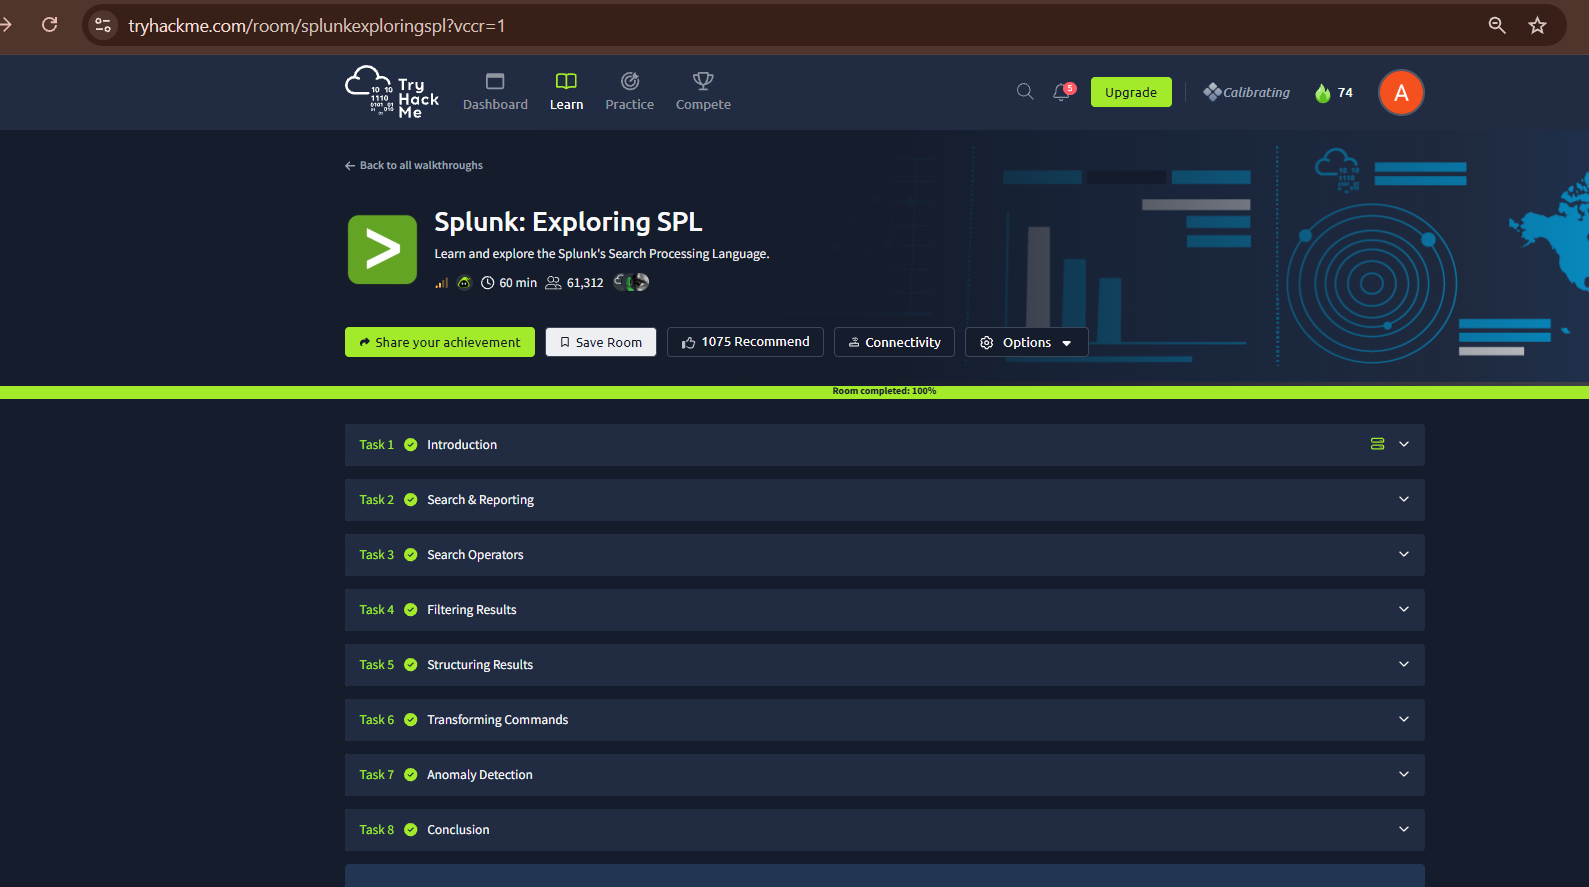 tryhackme.com/room/splunkexploringspl?vccr=1
Try Hack Me
Dashboard
Learn
Practice
Compete
5
Upgrade
Calibrating
74
A
Back to all walkthroughs
Splunk: Exploring SPL
Learn and explore the Splunk's Search Processing Language.
60 min
61,312
Share your achievement
Save Room
1075 Recommend
Connectivity
Options
Room completed: 100%
Task 1 Introduction
Task 2 Search & Reporting
Task 3 Search Operators
Task 4 Filtering Results
Task 5 Structuring Results
Task 6 Transforming Commands
Task 7 Anomaly Detection
Task 8 Conclusion